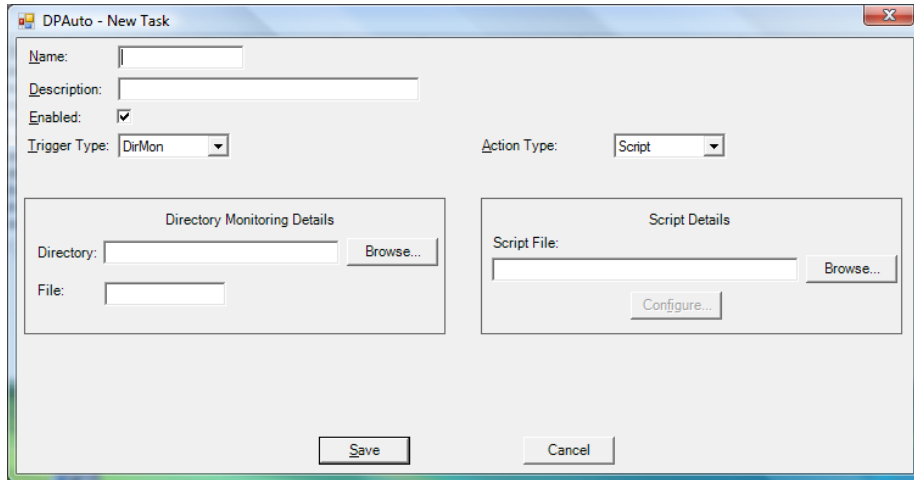 DPAuto - New Task
Name:
Description:
Enabled:
Trigger Type: DirMon Action Type: Script
Directory Monitoring Details Script Details
Script File:
Directory: Browse... Browse...
File:
Configure...
Save Cancel